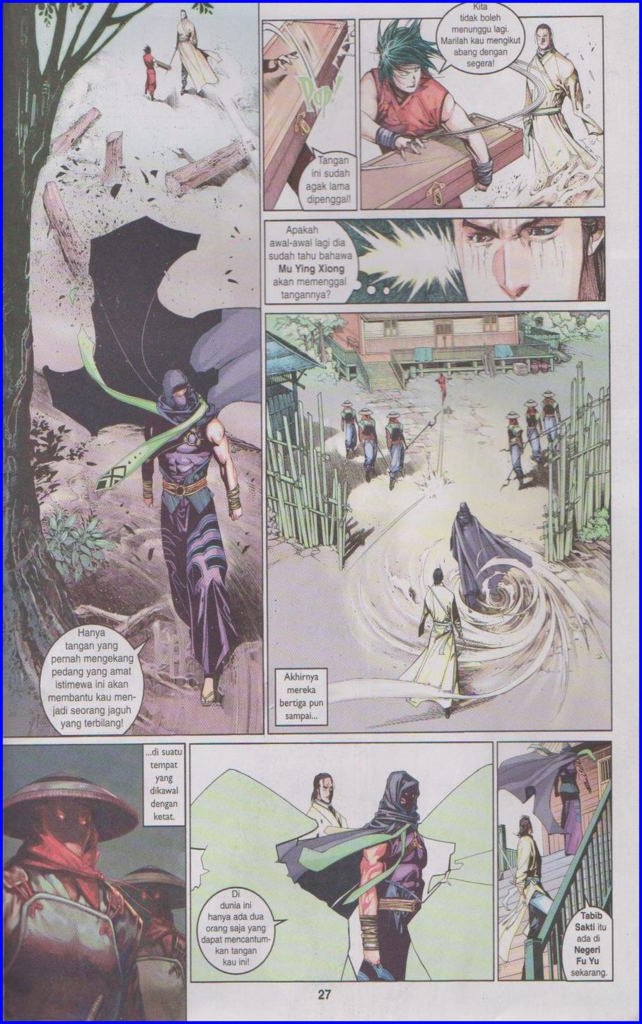 Pop!
Tangan
ini sudah
agak lama
dipenggal!
Kita
tidak boleh
menunggu lagi.
Marilah kau mengikut
abang dengan
segera!
Apakah
awal-awal lagi dia
sudah tahu bahawa
Mu Ying Xiong
akan memenggal
tangannya?
Hanya
tangan yang
pernah mengekang
pedang yang amat
istimewa ini akan
membantu kau men-
jadi seorang jaguh
yang terbilang!
Akhirnya
mereka
bertiga pun
sampai...
...di suatu
tempat
yang
dikawal
dengan
ketat.
Di
dunia ini
hanya ada dua
orang saja yang
dapat mencantum-
kan tangan
kau ini!
Tabib
Sakti itu
ada di
Negeri
Fu Yu
sekarang.
27